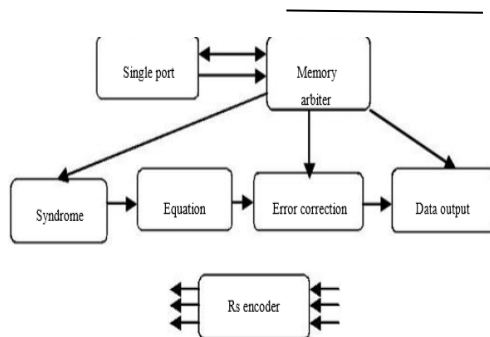 Single port
Memory
arbiter
Syndrome
Equation
Error correction
Data output
Rs encoder